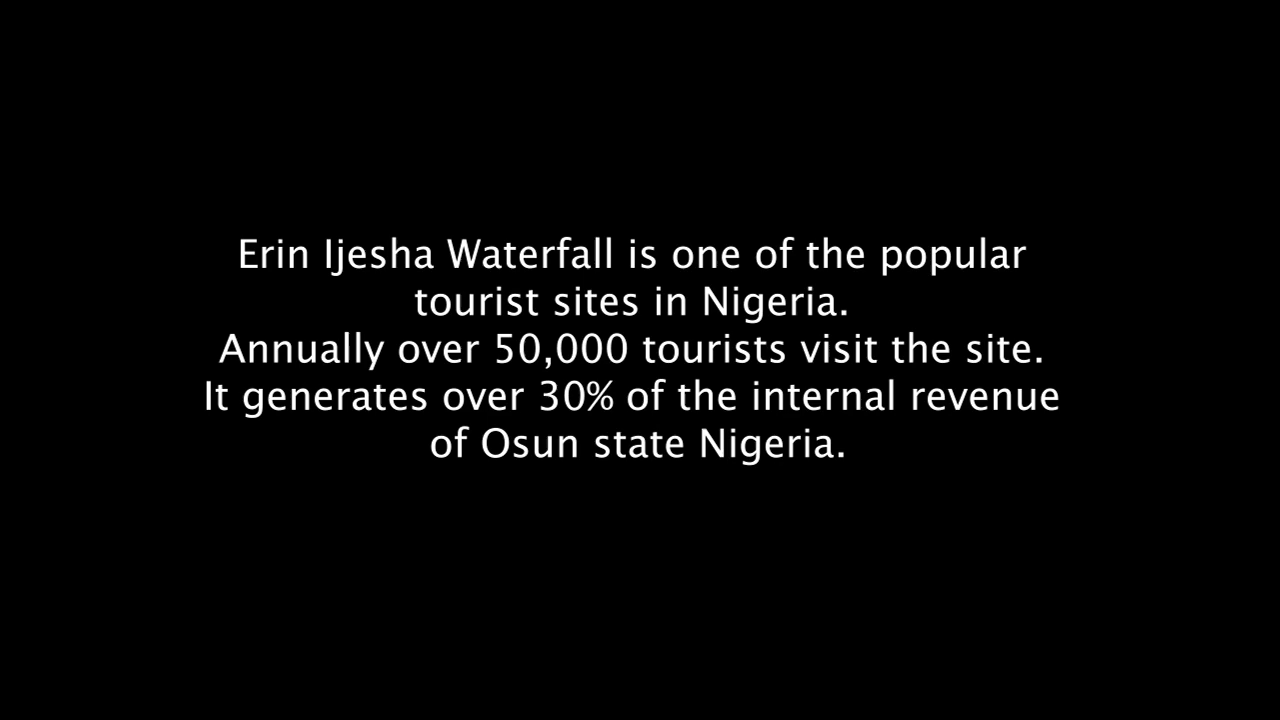 Erin Ijesha Waterfall is one of the popular
tourist sites in Nigeria.
Annually over 50,000 tourists visit the site.
It generates over 30% of the internal revenue
of Osun state Nigeria.